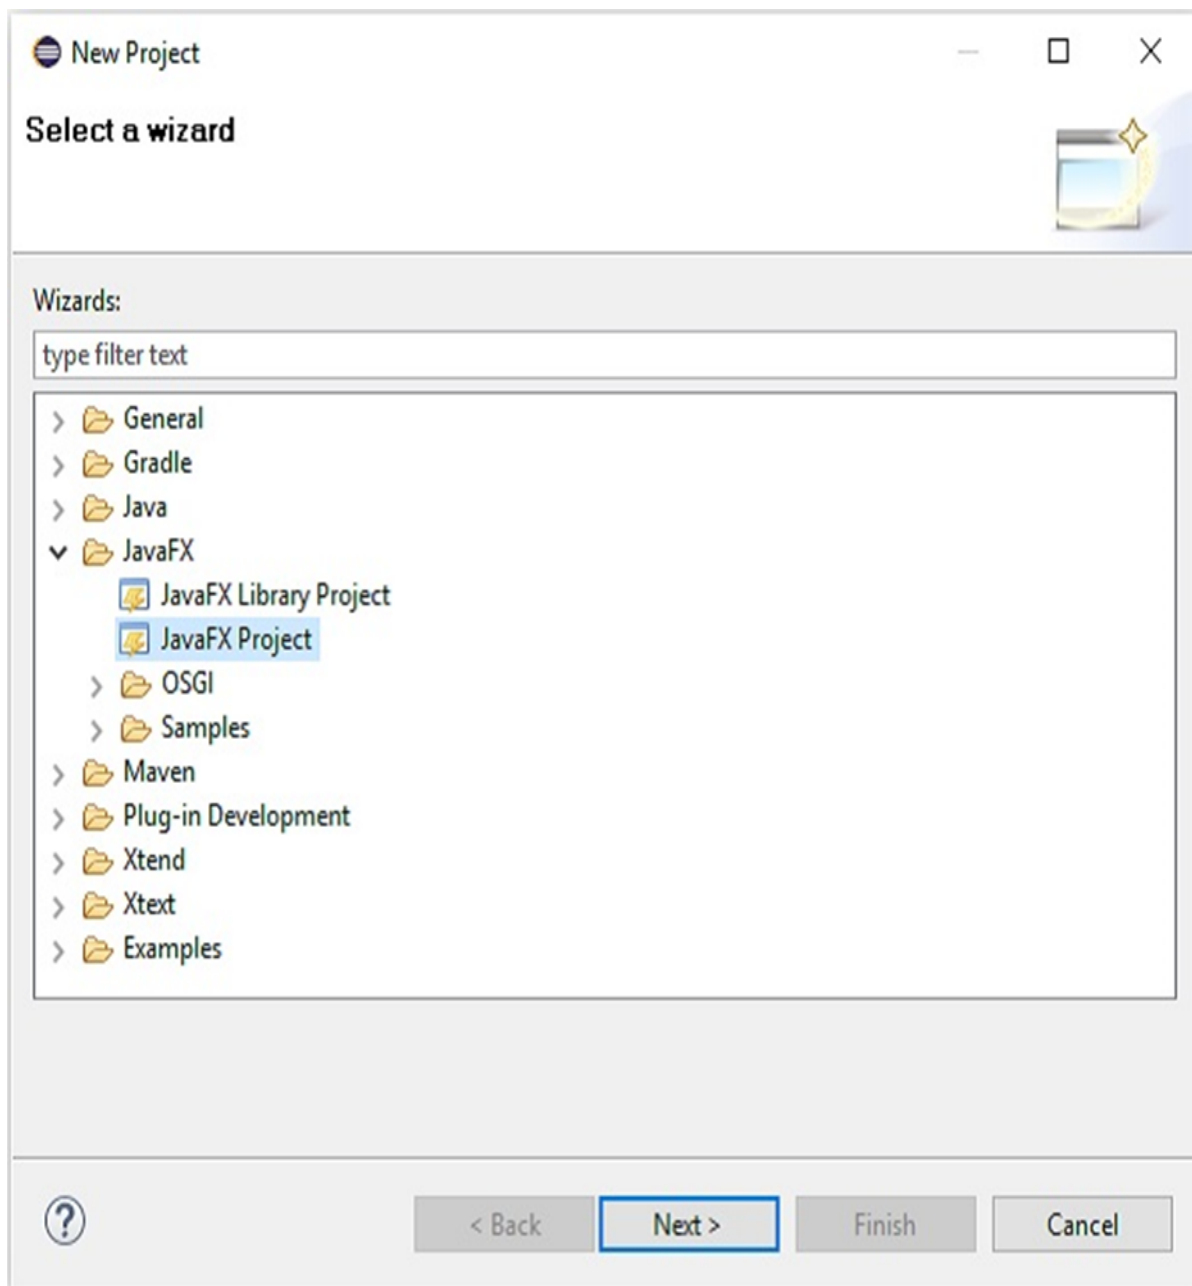 New Project
Select a wizard
Wizards:
type filter text
General
Gradle
Java
JavaFX
JavaFX Library Project
JavaFX Project
OSGI
Samples
Maven
Plug-in Development
Xtend
Xtext
Examples
? < Back Next > Finish Cancel